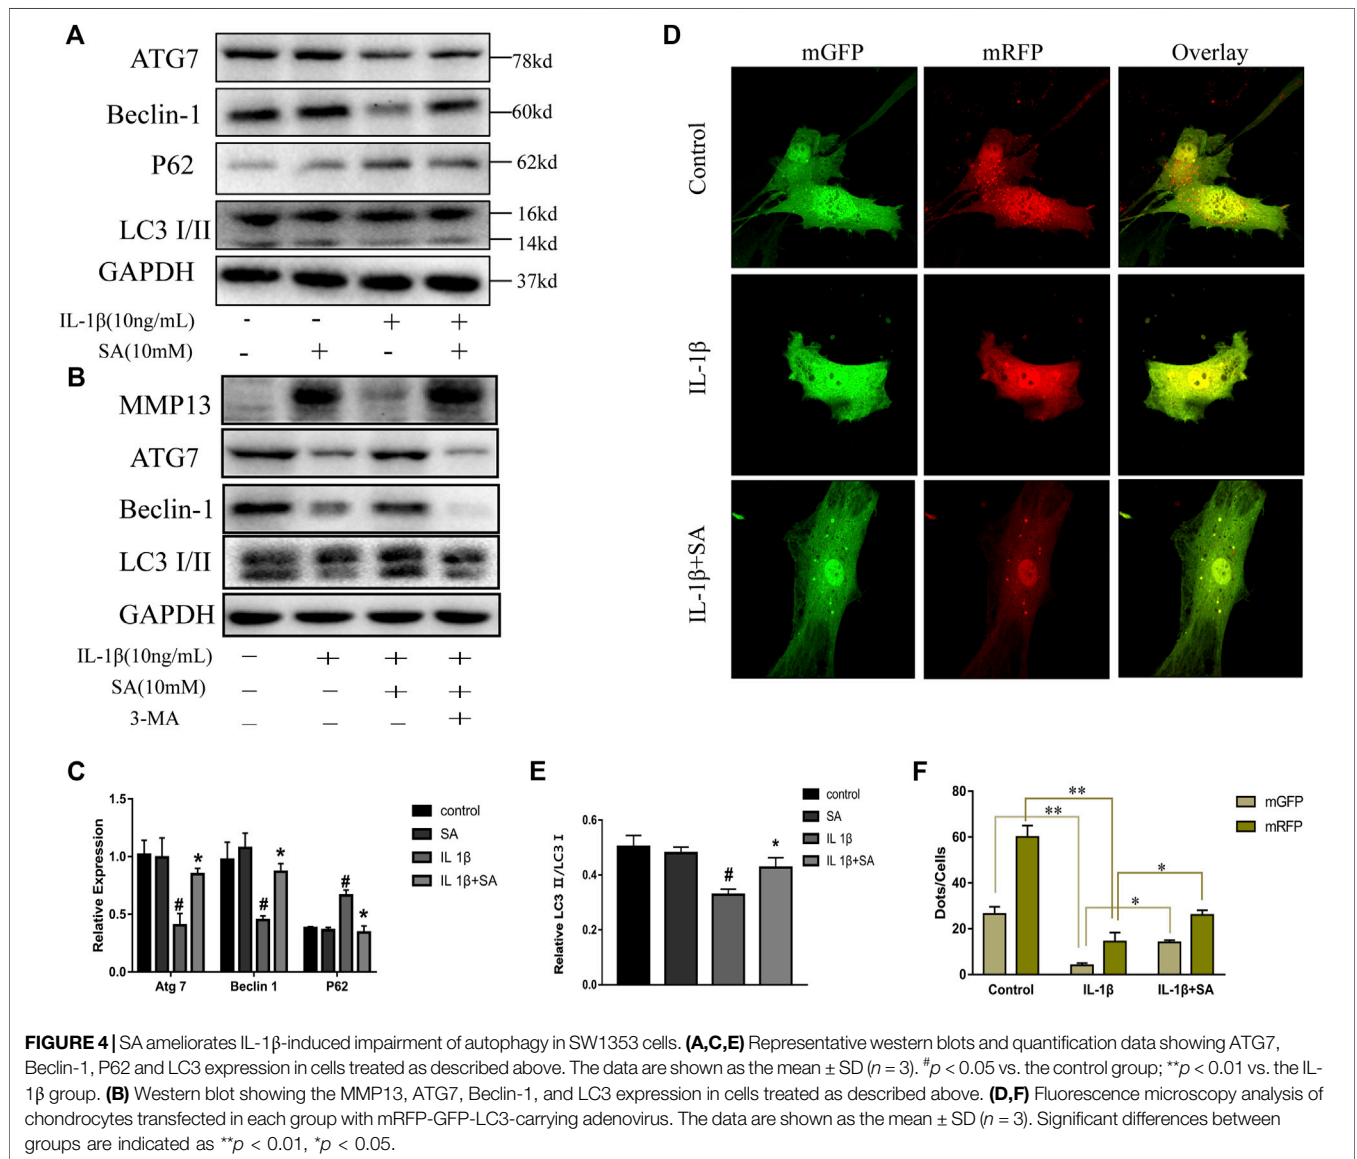 A
ATG7
78kd
Beclin-1
60kd
P62
62kd
LC3 I/II
16kd
14kd
GAPDH
37kd
IL-1β(10ng/mL) - - + +
SA(10mM) - + - +
B
MMP13
ATG7
Beclin-1
LC3 I/II
GAPDH
IL-1β(10ng/mL) − + + +
SA(10mM) − − + +
3-MA − − − +
D
mGFP mRFP Overlay
Control
IL-1β
IL-1β+SA
C
Relative Expression
1.5
1.0
0.5
0.0
# * # * # *
Atg 7 Beclin 1 P62
control
SA
IL 1β
IL 1β+SA
E
Relative LC3 II/LC3 I
0.6
0.4
0.2
0.0
# *
control
SA
IL 1β
IL 1β+SA
F
Dots/Cells
80
60
40
20
0
** ** * *
Control IL-1β IL-1β+SA
mGFP
mRFP
FIGURE 4 | SA ameliorates IL-1β-induced impairment of autophagy in SW1353 cells. (A,C,E) Representative western blots and quantification data showing ATG7,
Beclin-1, P62 and LC3 expression in cells treated as described above. The data are shown as the mean ± SD (n = 3). #p < 0.05 vs. the control group; **p < 0.01 vs. the IL-
1β group. (B) Western blot showing the MMP13, ATG7, Beclin-1, and LC3 expression in cells treated as described above. (D,F) Fluorescence microscopy analysis of
chondrocytes transfected in each group with mRFP-GFP-LC3-carrying adenovirus. The data are shown as the mean ± SD (n = 3). Significant differences between
groups are indicated as **p < 0.01, *p < 0.05.